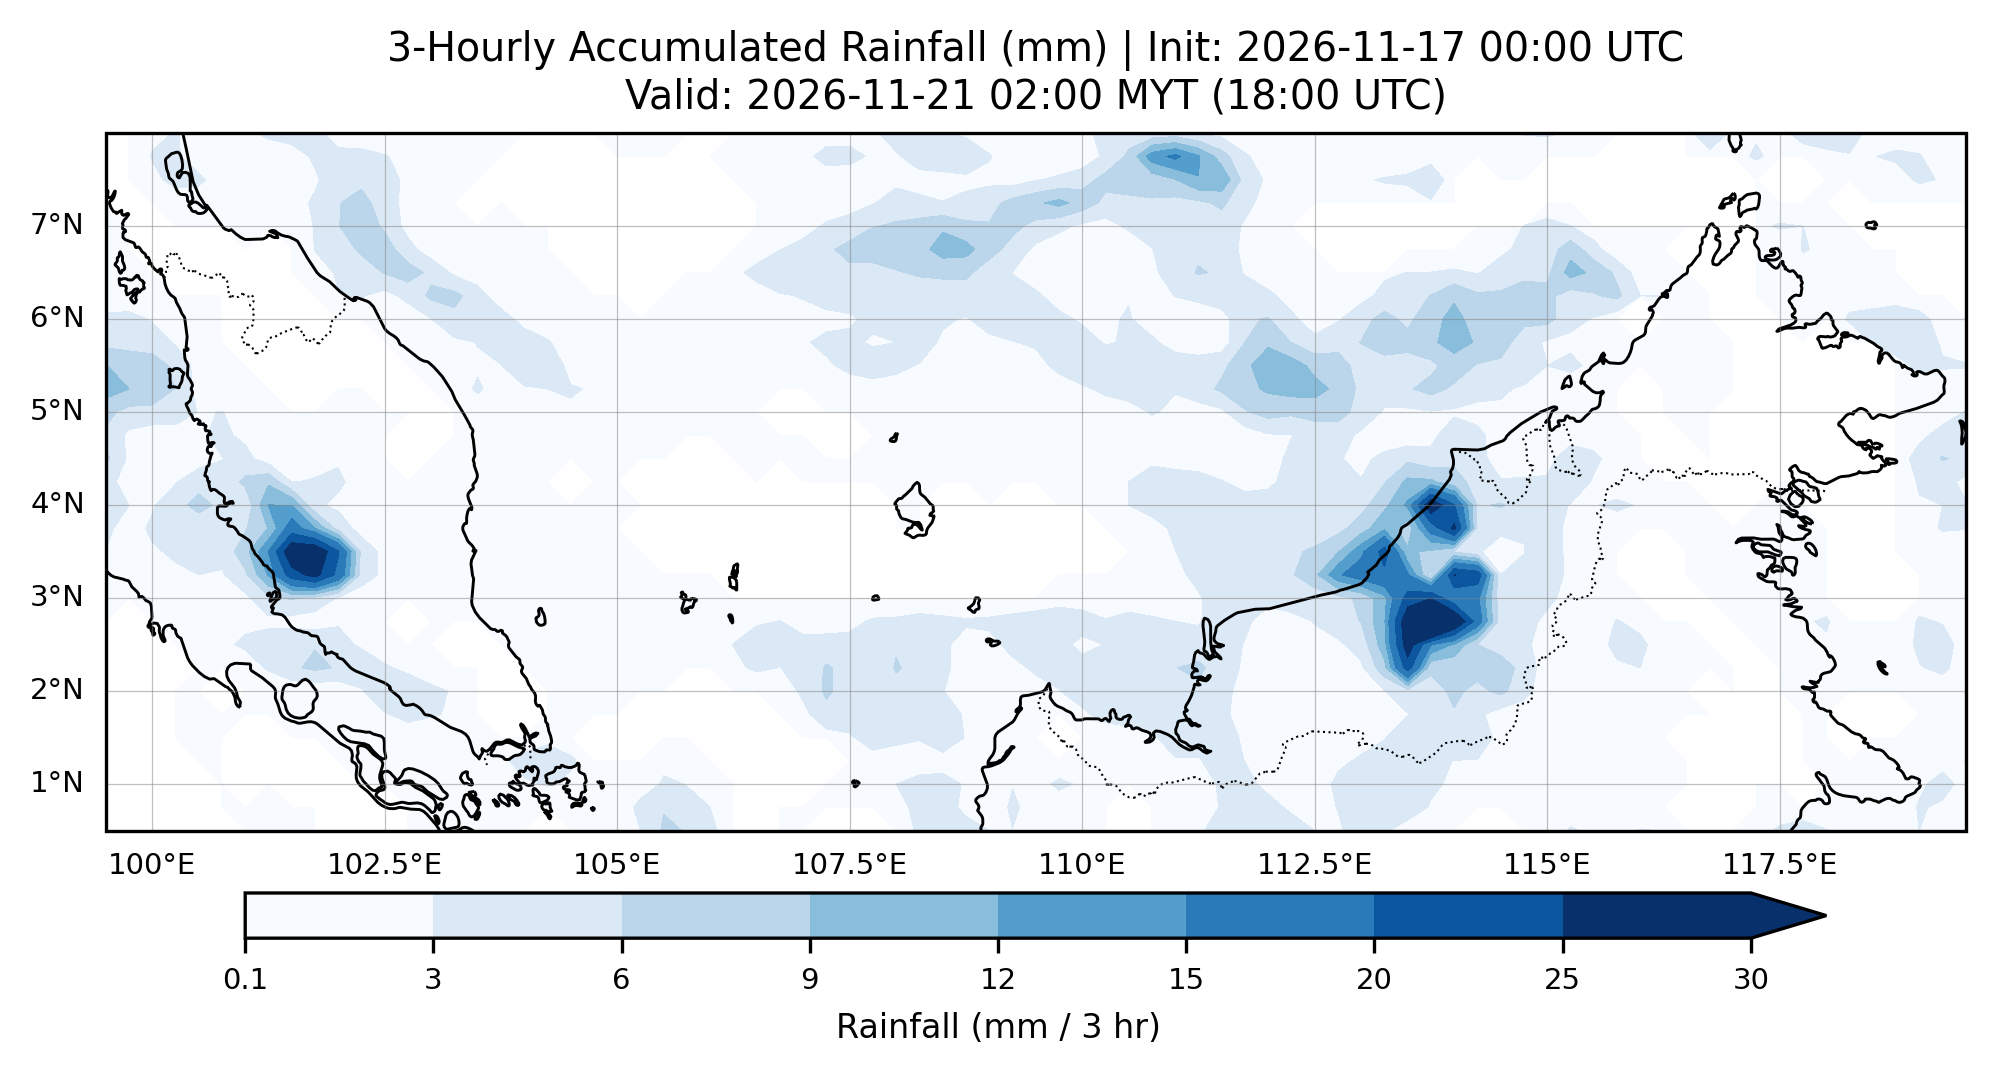 3-Hourly Accumulated Rainfall (mm) | Init: 2026-11-17 00:00 UTC
Valid: 2026-11-21 02:00 MYT (18:00 UTC)
7°N
6°N
5°N
4°N
3°N
2°N
1°N
100°E 102.5°E 105°E 107.5°E 110°E 112.5°E 115°E 117.5°E
0.1 3 6 9 12 15 20 25 30
Rainfall (mm / 3 hr)